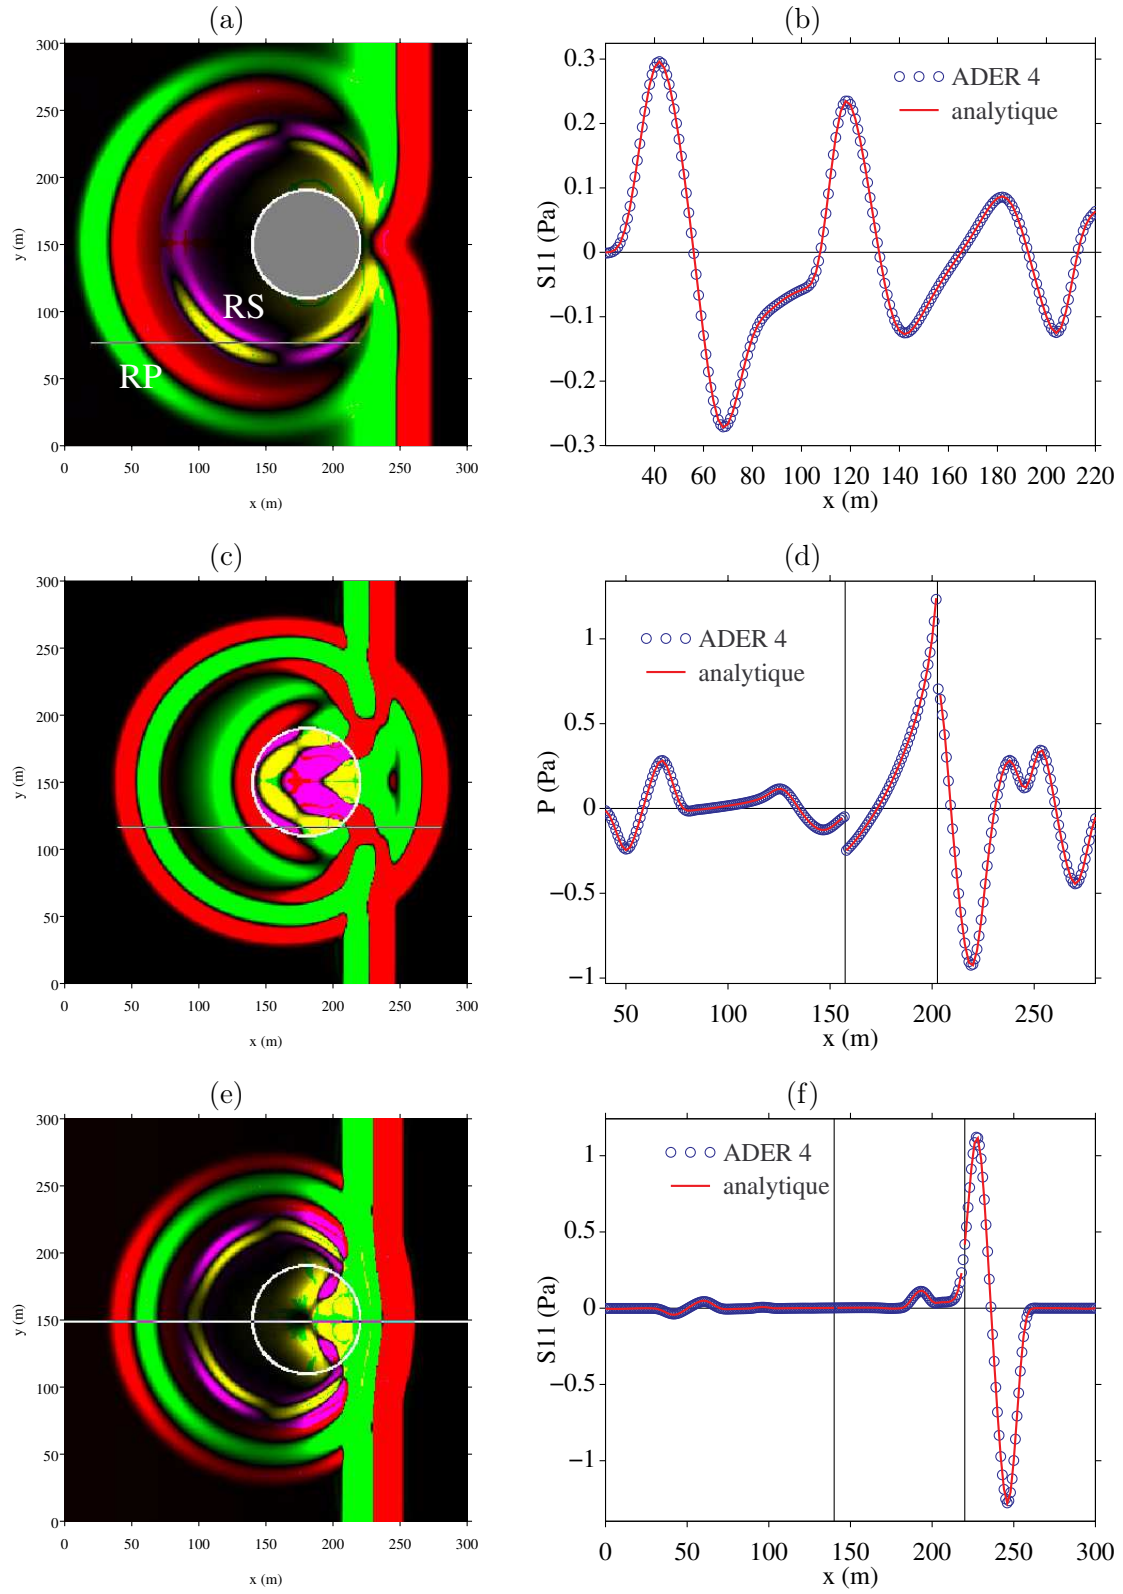 (a)
300
250
200
150
100
50
0
y (m)
RS
RP
0 50 100 150 200 250 300
x (m)
(b)
0.3
0.2
0.1
0
−0.1
−0.2
−0.3
S11 (Pa)
ADER 4
analytique
40 60 80 100 120 140 160 180 200 220
x (m)
(c)
300
250
200
150
100
50
0
y (m)
0 50 100 150 200 250 300
x (m)
(d)
1
0.5
0
−0.5
−1
P (Pa)
ADER 4
analytique
50 100 150 200 250
x (m)
(e)
300
250
200
150
100
50
0
y (m)
0 50 100 150 200 250 300
x (m)
(f)
1
0.5
0
−0.5
−1
S11 (Pa)
ADER 4
analytique
0 50 100 150 200 250 300
x (m)